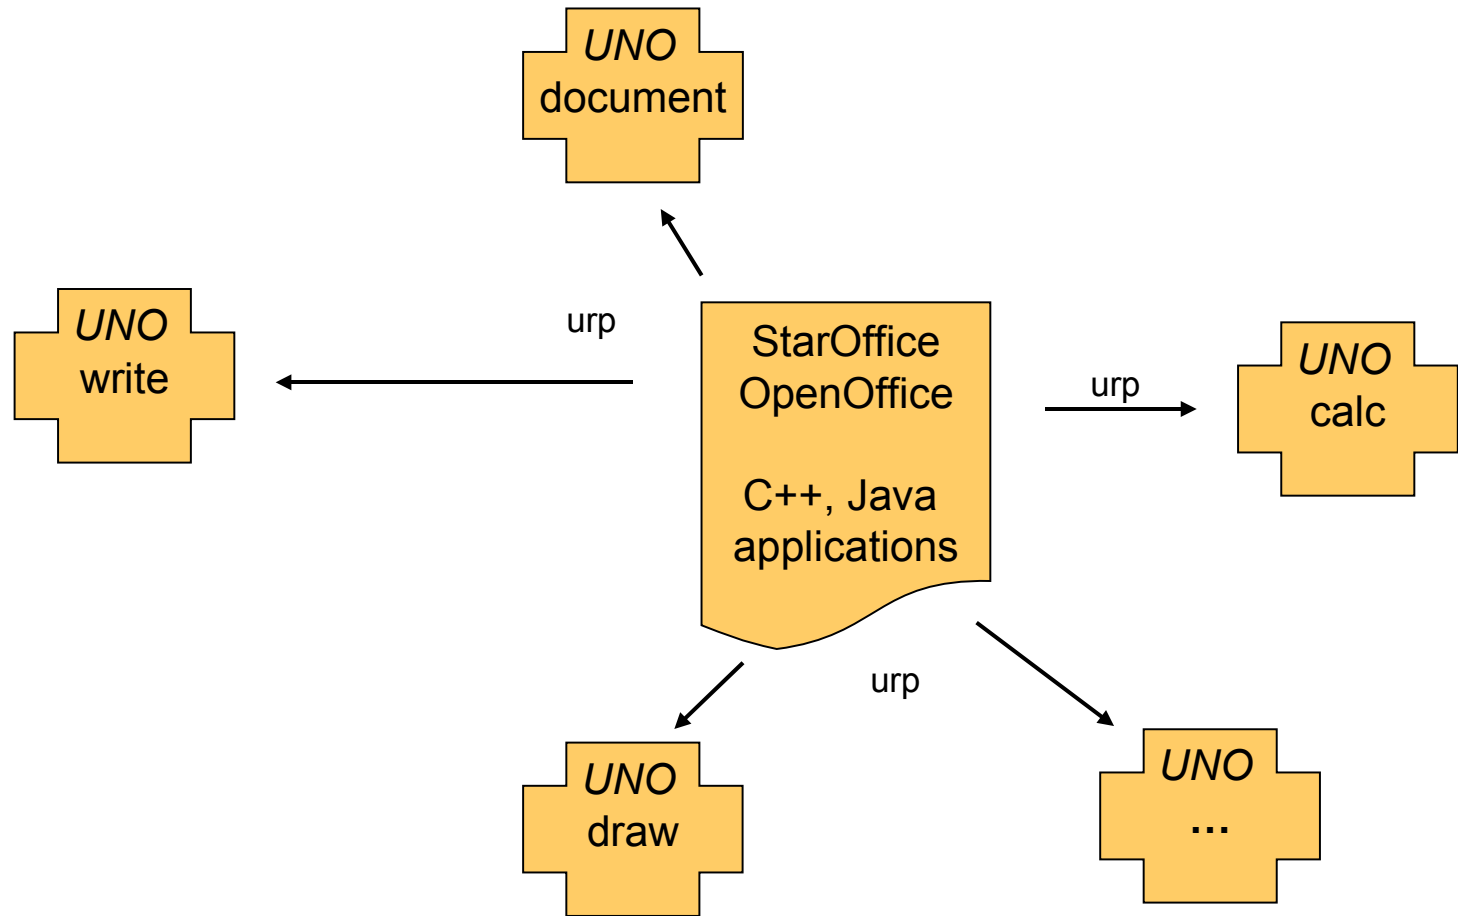 UNO
document
urp
UNO
write
StarOffice
OpenOffice
C++, Java
applications
urp
UNO
calc
urp
UNO
draw
UNO
...